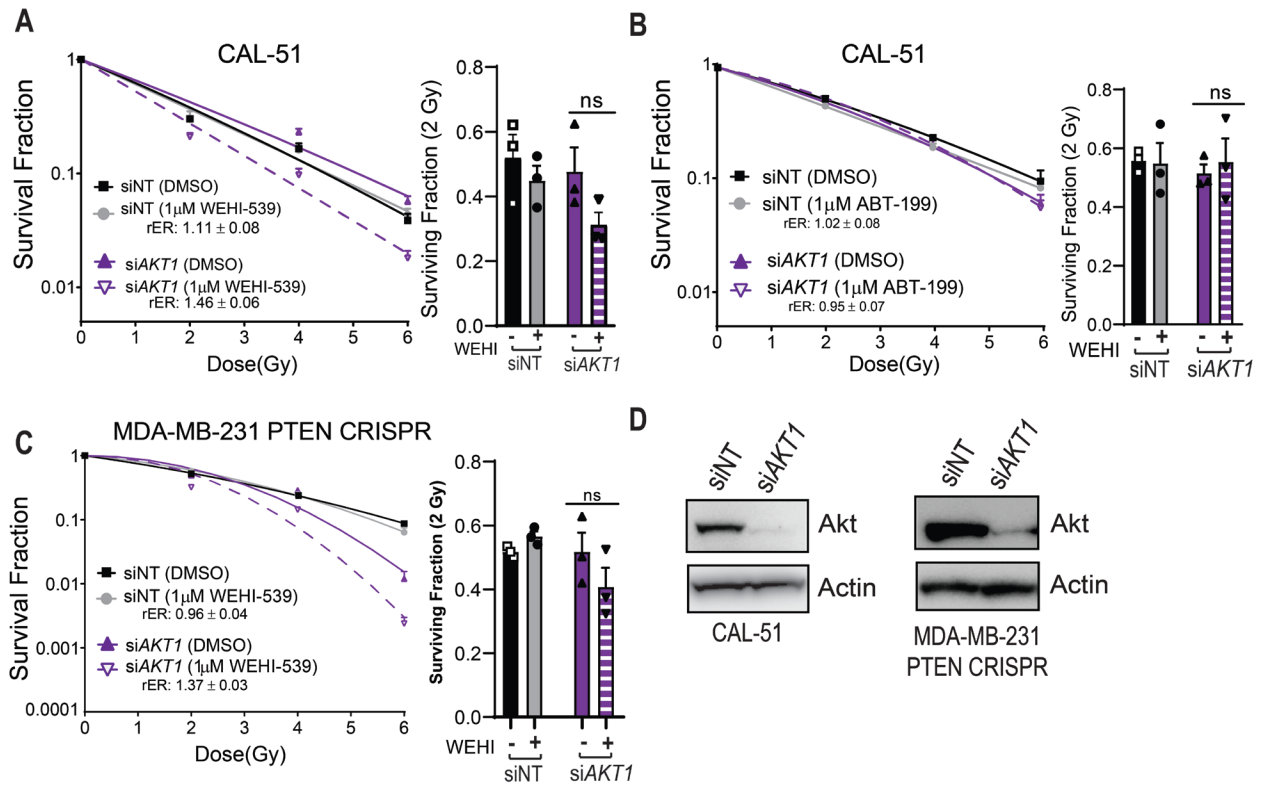 A
CAL-51
Survival Fraction
1
0.1
0.01
siNT (DMSO)
siNT (1μM WEHI-539)
rER: 1.11 ± 0.08
siAKT1 (DMSO)
siAKT1 (1μM WEHI-539)
rER: 1.46 ± 0.06
0 1 2 3 4 5 6
Dose(Gy)
Surviving Fraction (2 Gy)
0.8
0.6
0.4
0.2
0.0
ns
WEHI - + - +
siNT siAKT1
B
CAL-51
Survival Fraction
1
0.1
0.01
siNT (DMSO)
siNT (1μM ABT-199)
rER: 1.02 ± 0.08
siAKT1 (DMSO)
siAKT1 (1μM ABT-199)
rER: 0.95 ± 0.07
0 1 2 3 4 5 6
Dose(Gy)
Surviving Fraction (2 Gy)
0.8
0.6
0.4
0.2
0.0
ns
WEHI - + - +
siNT siAKT1
C
MDA-MB-231 PTEN CRISPR
Survival Fraction
1
0.1
0.01
0.001
0.0001
siNT (DMSO)
siNT (1μM WEHI-539)
rER: 0.96 ± 0.04
siAKT1 (DMSO)
siAKT1 (1μM WEHI-539)
rER: 1.37 ± 0.03
0 1 2 3 4 5 6
Dose(Gy)
Surviving Fraction (2 Gy)
0.8
0.6
0.4
0.2
0.0
ns
WEHI - + - +
siNT siAKT1
D
siNT siAKT1
Akt
Actin
CAL-51
siNT siAKT1
Akt
Actin
MDA-MB-231
PTEN CRISPR